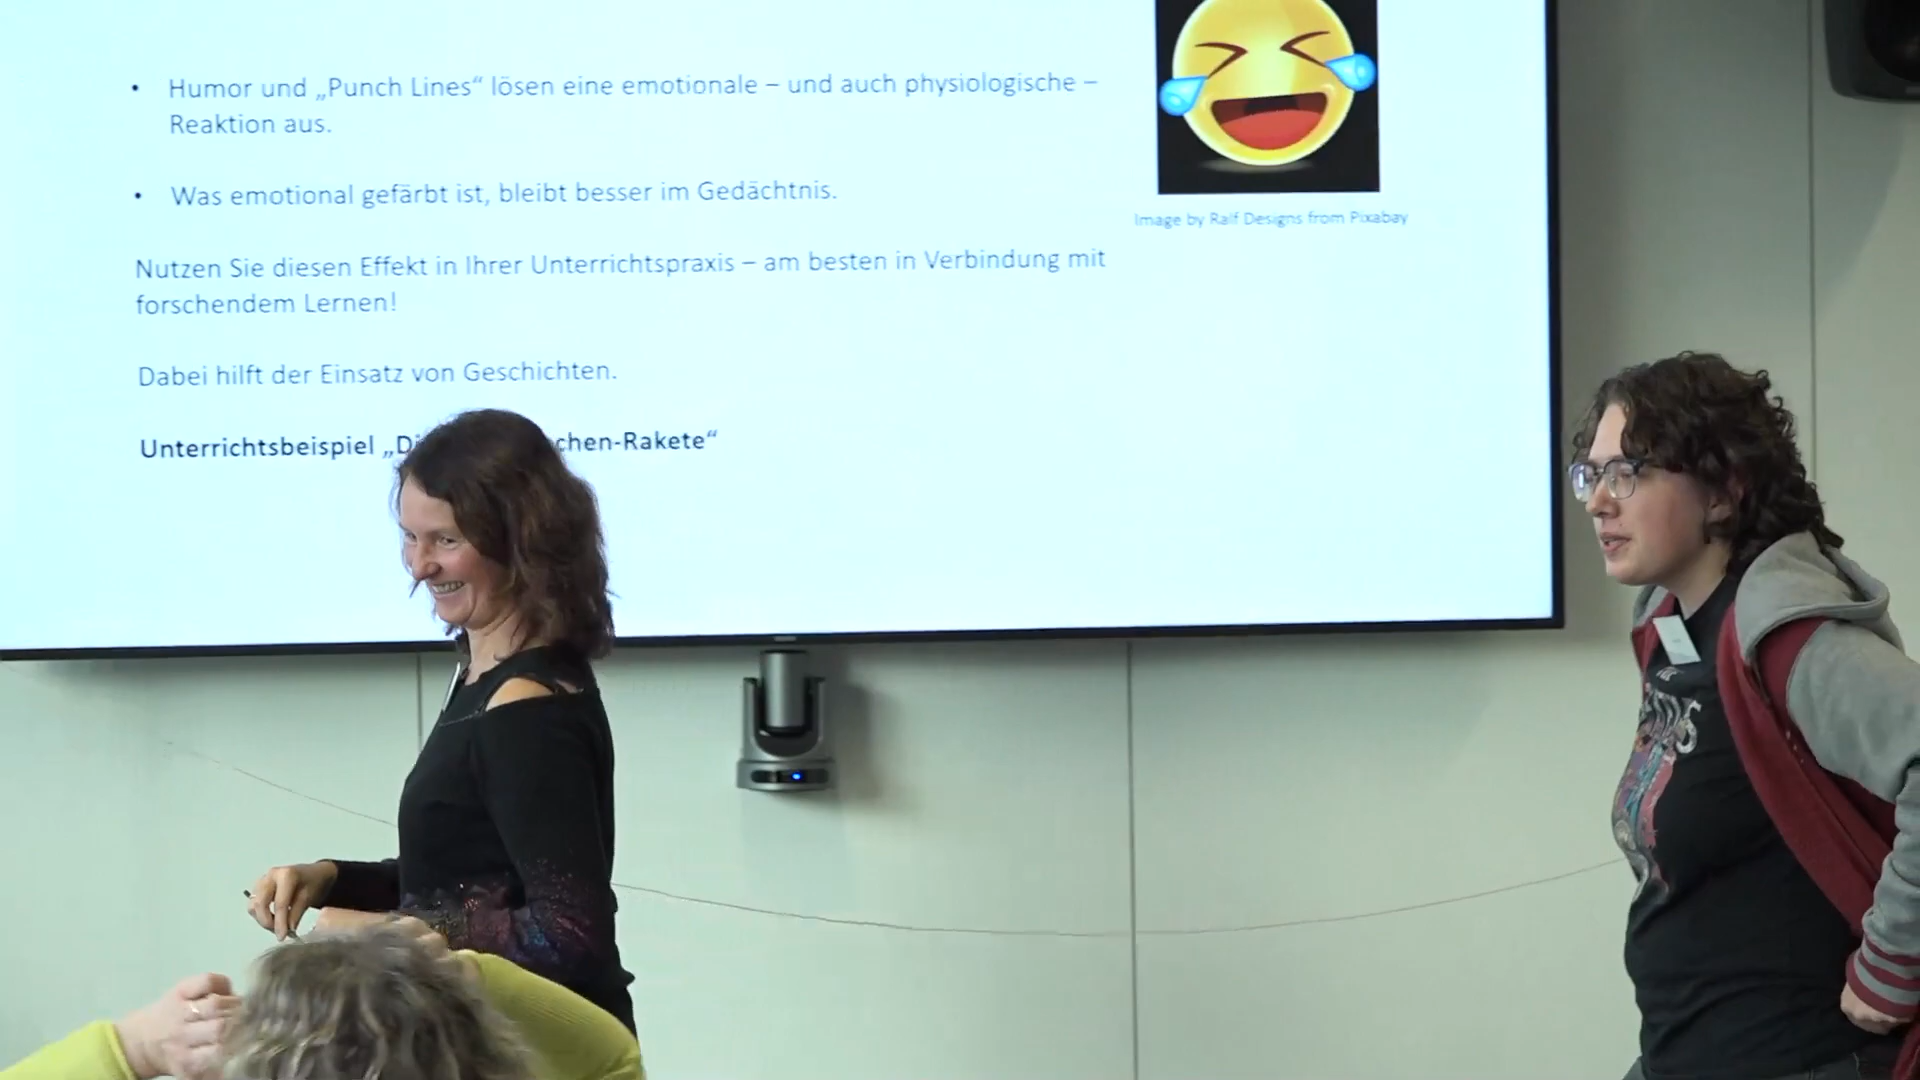 • Humor und „Punch Lines“ lösen eine emotionale – und auch physiologische –
Reaktion aus.
• Was emotional gefärbt ist, bleibt besser im Gedächtnis.
Image by Ralf Designs from Pixabay
Nutzen Sie diesen Effekt in Ihrer Unterrichtspraxis – am besten in Verbindung mit
forschendem Lernen!
Dabei hilft der Einsatz von Geschichten.
Unterrichtsbeispiel „Di chen-Rakete“